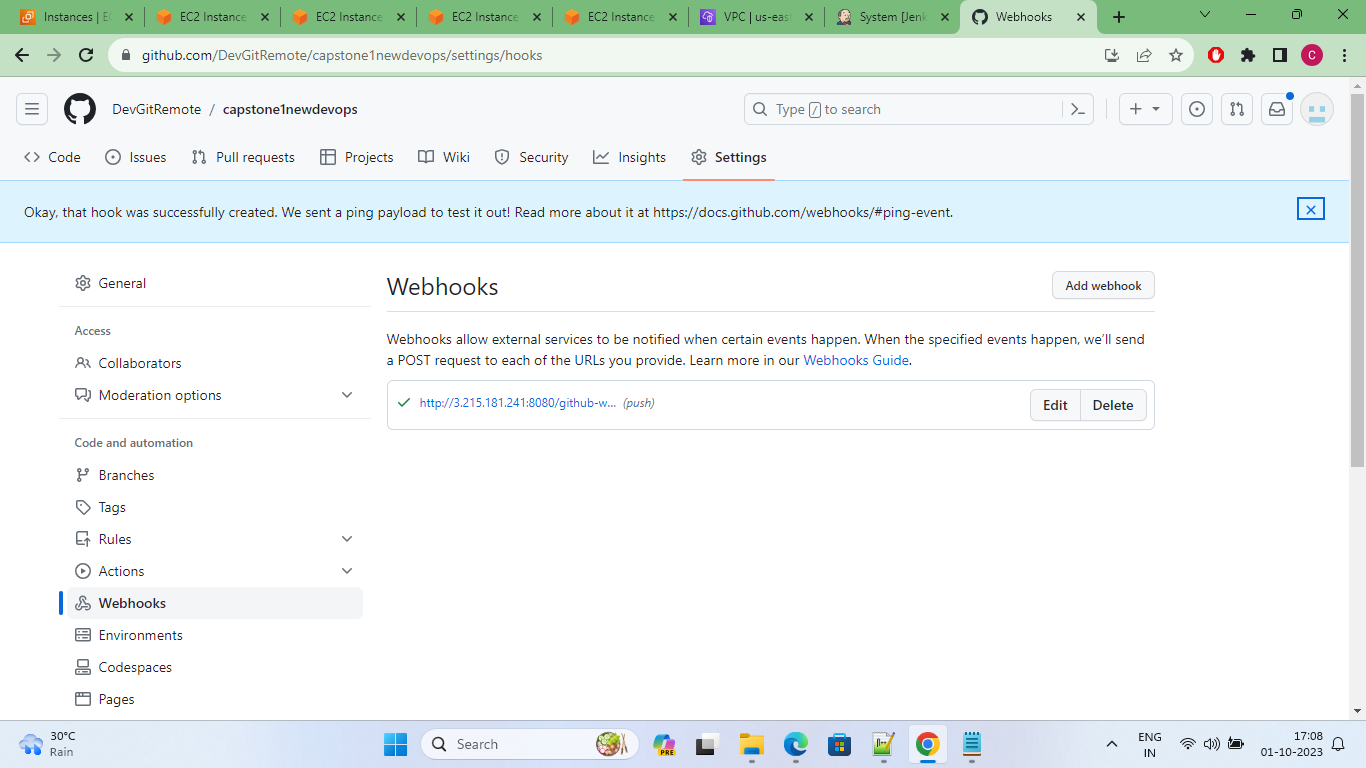 Instances | EC
EC2 Instance
EC2 Instance
EC2 Instance
EC2 Instance
VPC | us-east
System [Jenk
Webhooks
github.com/DevGitRemote/capstone1newdevops/settings/hooks
C
DevGitRemote / capstone1newdevops
Type / to search
Code
Issues
Pull requests
Projects
Wiki
Security
Insights
Settings
Okay, that hook was successfully created. We sent a ping payload to test it out! Read more about it at https://docs.github.com/webhooks/#ping-event.
General
Access
Collaborators
Moderation options
Code and automation
Branches
Tags
Rules
Actions
Webhooks
Environments
Codespaces
Pages
Webhooks
Add webhook
Webhooks allow external services to be notified when certain events happen. When the specified events happen, we'll send
a POST request to each of the URLs you provide. Learn more in our Webhooks Guide.
http://3.215.181.241:8080/github-w... (push)
Edit
Delete
30°C
Rain
Search
PRE
ENG
IN
17:08
01-10-2023